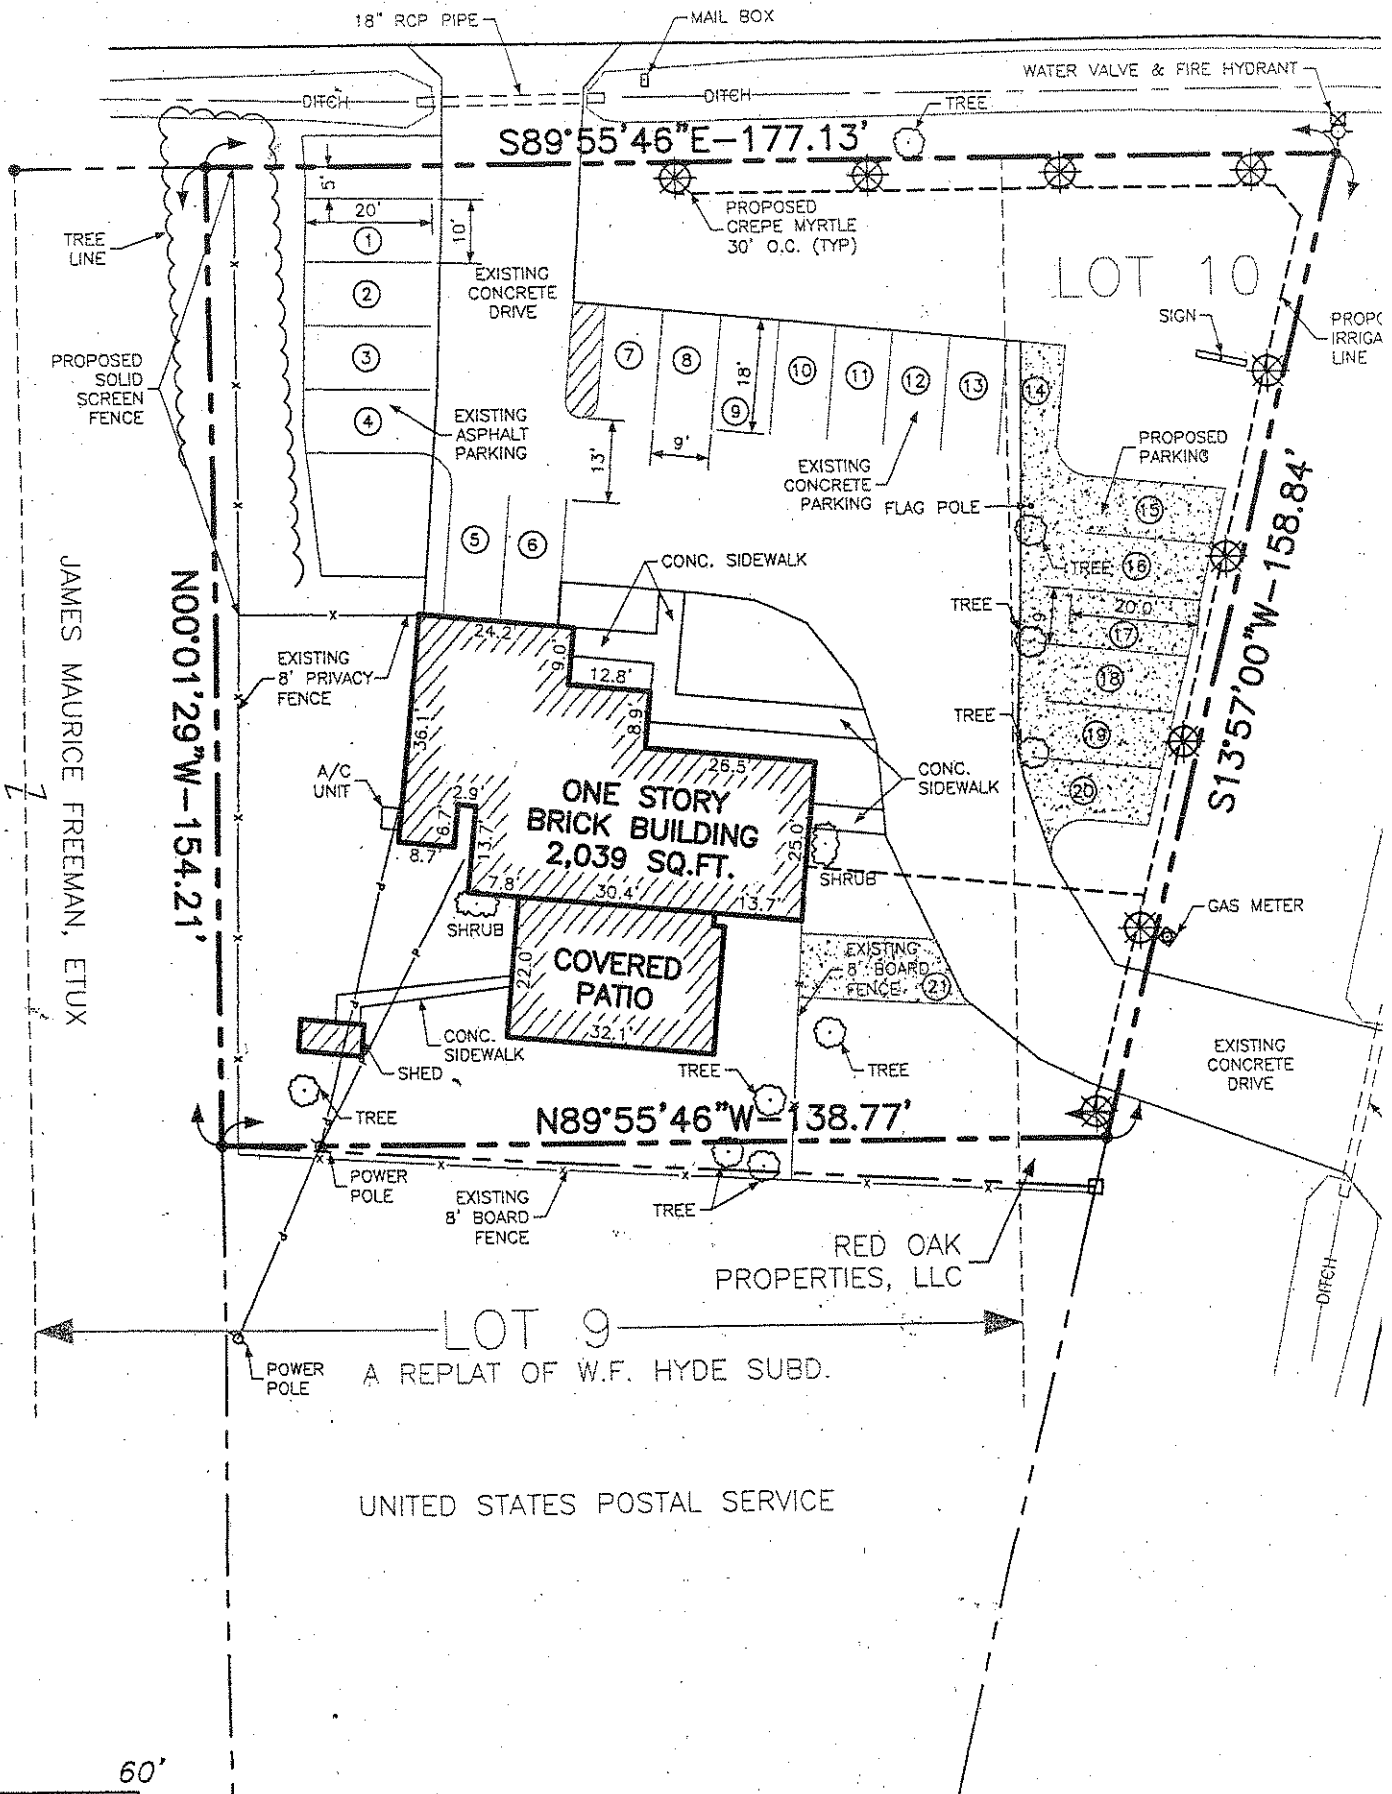 18" RCP PIPE
MAIL BOX
WATER VALVE & FIRE HYDRANT
DITCH
DITCH
TREE
S89°55'46"E-177.13'
5'
20'
10'
1
2
3
4
TREE
LINE
PROPOSED
SOLID
SCREEN
FENCE
EXISTING
CONCRETE
DRIVE
EXISTING
ASPHALT
PARKING
PROPOSED
CREPE MYRTLE
30' O.C. (TYP)
LOT 10
SIGN
LINE
7
8
9
10
11
12
13
14
18'
9'
13'
EXISTING
CONCRETE
PARKING
FLAG POLE
PROPOSED
PARKING
5
6
15
16
17
18
19
20
TREE
20.0'
9
TREE
TREE
S13°57'00"W-158.84'
N00°01'29"W-154.21'
JAMES MAURICE FREEMAN, ETUX
CONC. SIDEWALK
EXISTING
8' PRIVACY
FENCE
24.2'
9.0'
12.8'
8.9'
36.1'
26.5'
A/C
UNIT
2.9'
6.7'
8.7'
13.7'
ONE STORY
BRICK BUILDING
2,039 SQ.FT.
25.0'
7.8'
30.4'
13.7'
CONC.
SIDEWALK
SHRUB
SHRUB
GAS METER
COVERED
PATIO
22.0'
32.1'
EXISTING
8' BOARD
FENCE
21
CONC.
SIDEWALK
SHED
TREE
TREE
TREE
EXISTING
CONCRETE
DRIVE
N89°55'46"W-138.77'
POWER
POLE
EXISTING
8' BOARD
FENCE
TREE
RED OAK
PROPERTIES, LLC
DITCH
LOT 9
A REPLAT OF W.F. HYDE SUBD.
POWER
POLE
UNITED STATES POSTAL SERVICE
60'